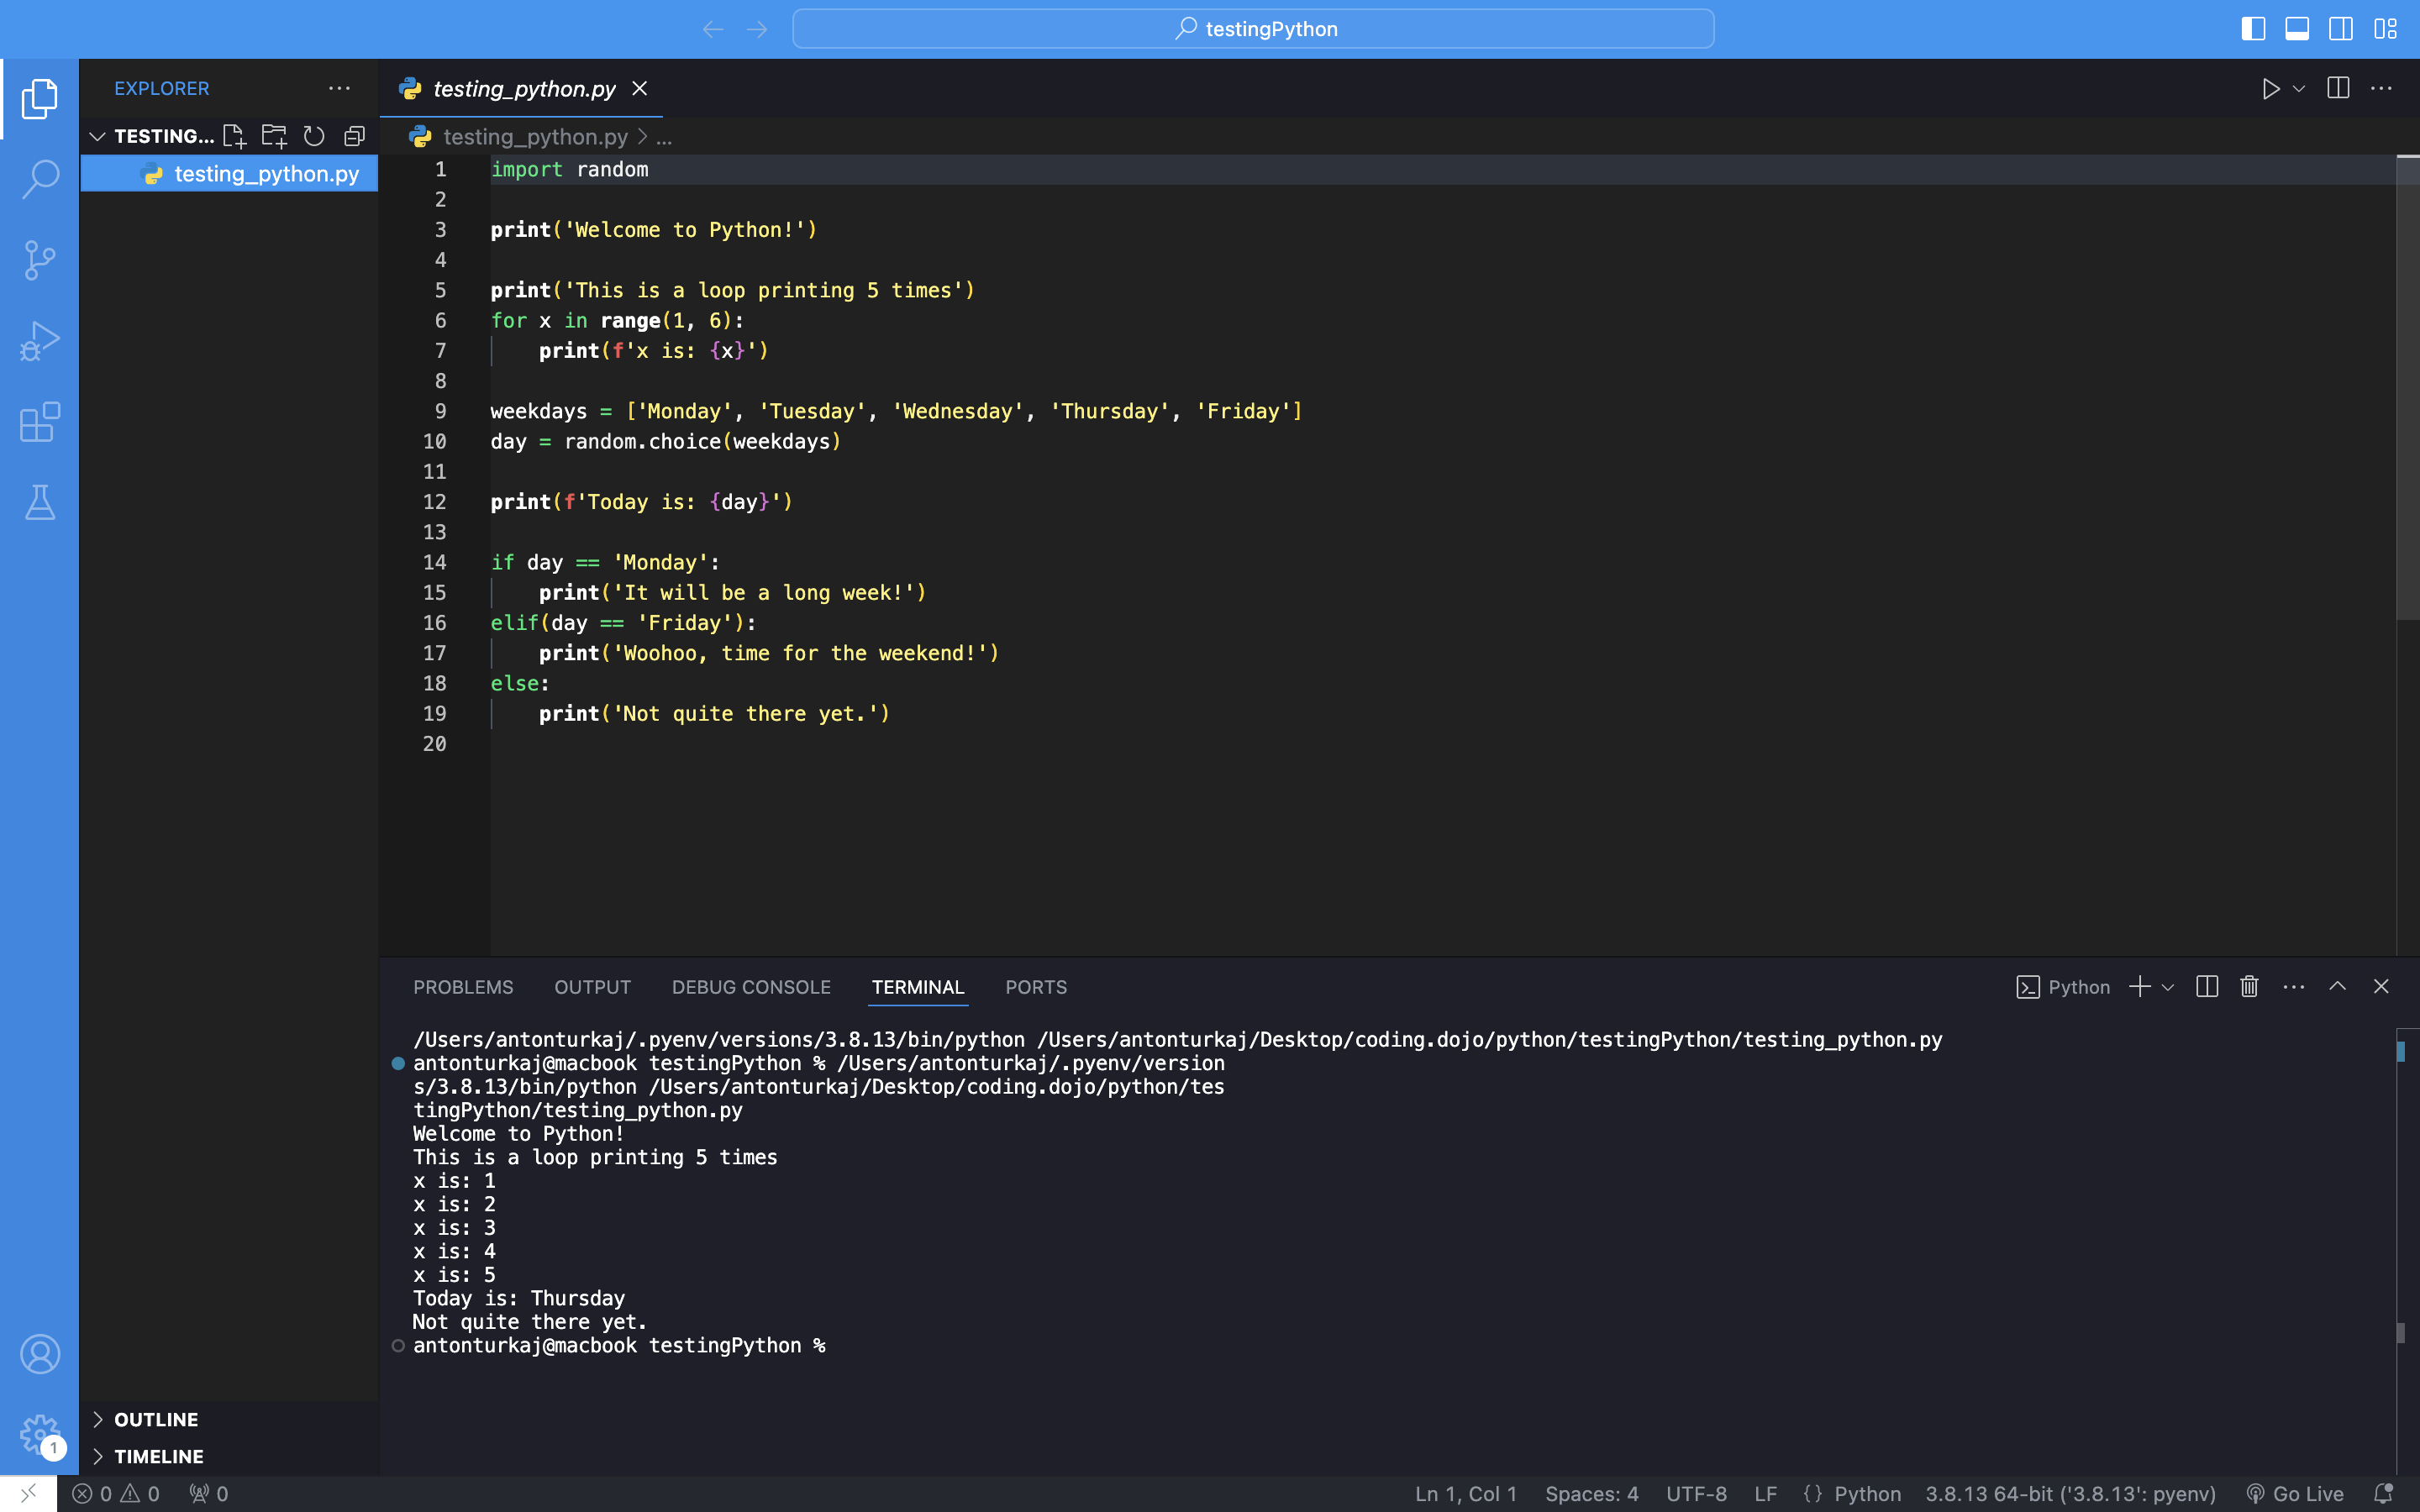 testingPython
EXPLORER
testing_python.py
TESTING...
testing_python.py > ...
testing_python.py
1 import random
2
3 print('Welcome to Python!')
4
5 print('This is a loop printing 5 times')
6 for x in range(1, 6):
7     print(f'x is: {x}')
8
9 weekdays = ['Monday', 'Tuesday', 'Wednesday', 'Thursday', 'Friday']
10 day = random.choice(weekdays)
11
12 print(f'Today is: {day}')
13
14 if day == 'Monday':
15     print('It will be a long week!')
16 elif(day == 'Friday'):
17     print('Woohoo, time for the weekend!')
18 else:
19     print('Not quite there yet.')
20
PROBLEMS OUTPUT DEBUG CONSOLE TERMINAL PORTS Python
/Users/antonturkaj/.pyenv/versions/3.8.13/bin/python /Users/antonturkaj/Desktop/coding.dojo/python/testingPython/testing_python.py
antonturkaj@macbook testingPython % /Users/antonturkaj/.pyenv/version
s/3.8.13/bin/python /Users/antonturkaj/Desktop/coding.dojo/python/tes
tingPython/testing_python.py
Welcome to Python!
This is a loop printing 5 times
x is: 1
x is: 2
x is: 3
x is: 4
x is: 5
Today is: Thursday
Not quite there yet.
antonturkaj@macbook testingPython %
OUTLINE
1
TIMELINE
0 0 0 Ln 1, Col 1 Spaces: 4 UTF-8 LF {} Python 3.8.13 64-bit ('3.8.13': pyenv) Go Live